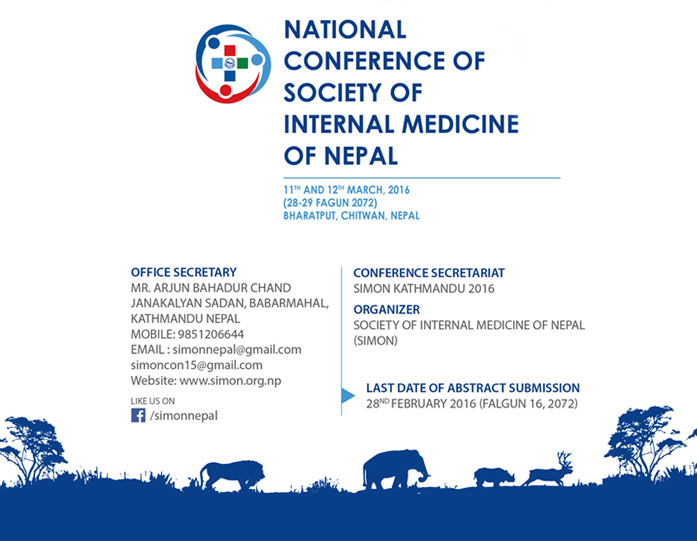 NATIONAL
CONFERENCE OF
SOCIETY OF
INTERNAL MEDICINE
OF NEPAL
11TH AND 12TH MARCH, 2016
(28-29 FAGUN 2072)
BHARATPUT, CHITWAN, NEPAL
OFFICE SECRETARY
MR. ARJUN BAHADUR CHAND
JANAKALYAN SADAN, BABARMAHAL,
KATHMANDU NEPAL
MOBILE: 9851206644
EMAIL : simonnepal@gmail.com
simoncon15@gmail.com
Website: www.simon.org.np
LIKE US ON
f /simonnepal
CONFERENCE SECRETARIAT
SIMON KATHMANDU 2016
ORGANIZER
SOCIETY OF INTERNAL MEDICINE OF NEPAL
(SIMON)
LAST DATE OF ABSTRACT SUBMISSION
28ND FEBRUARY 2016 (FALGUN 16, 2072)